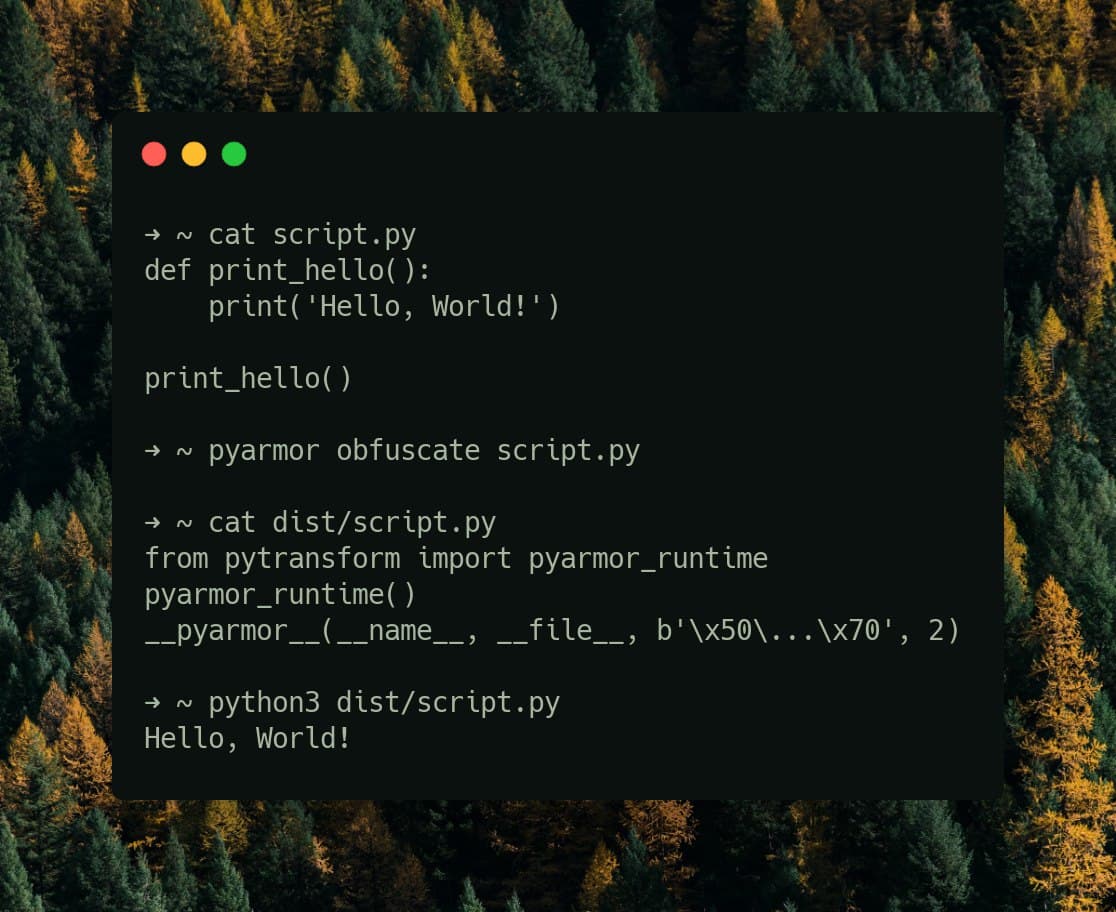 → ~ cat script.py
def print_hello():
    print('Hello, World!')
print_hello()
→ ~ pyarmor obfuscate script.py
→ ~ cat dist/script.py
from pytransform import pyarmor_runtime
pyarmor_runtime()
__pyarmor__(__name__, __file__, b'\x50\...\x70', 2)
→ ~ python3 dist/script.py
Hello, World!